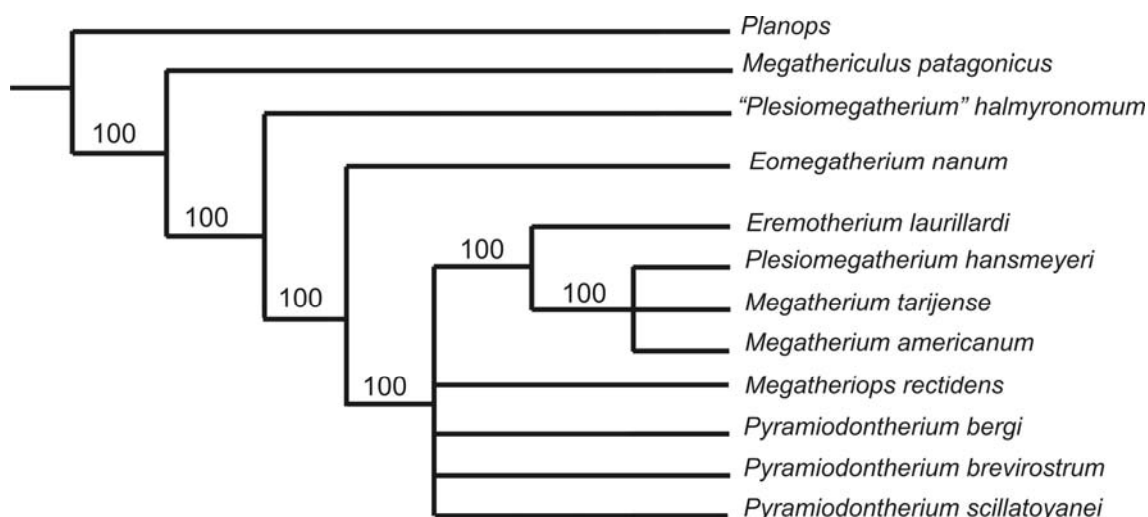 Planops
Megathericulus patagonicus
100
“Plesiomegatherium” halmyronomum
Eomegatherium nanum
100
Eremotherium laurillardi
100
Plesiomegatherium hansmeyeri
100
100
Megatherium tarijense
Megatherium americanum
100
Megatheriops rectidens
Pyramiodontherium bergi
Pyramiodontherium brevirostrum
Pyramiodontherium scillatoyanei